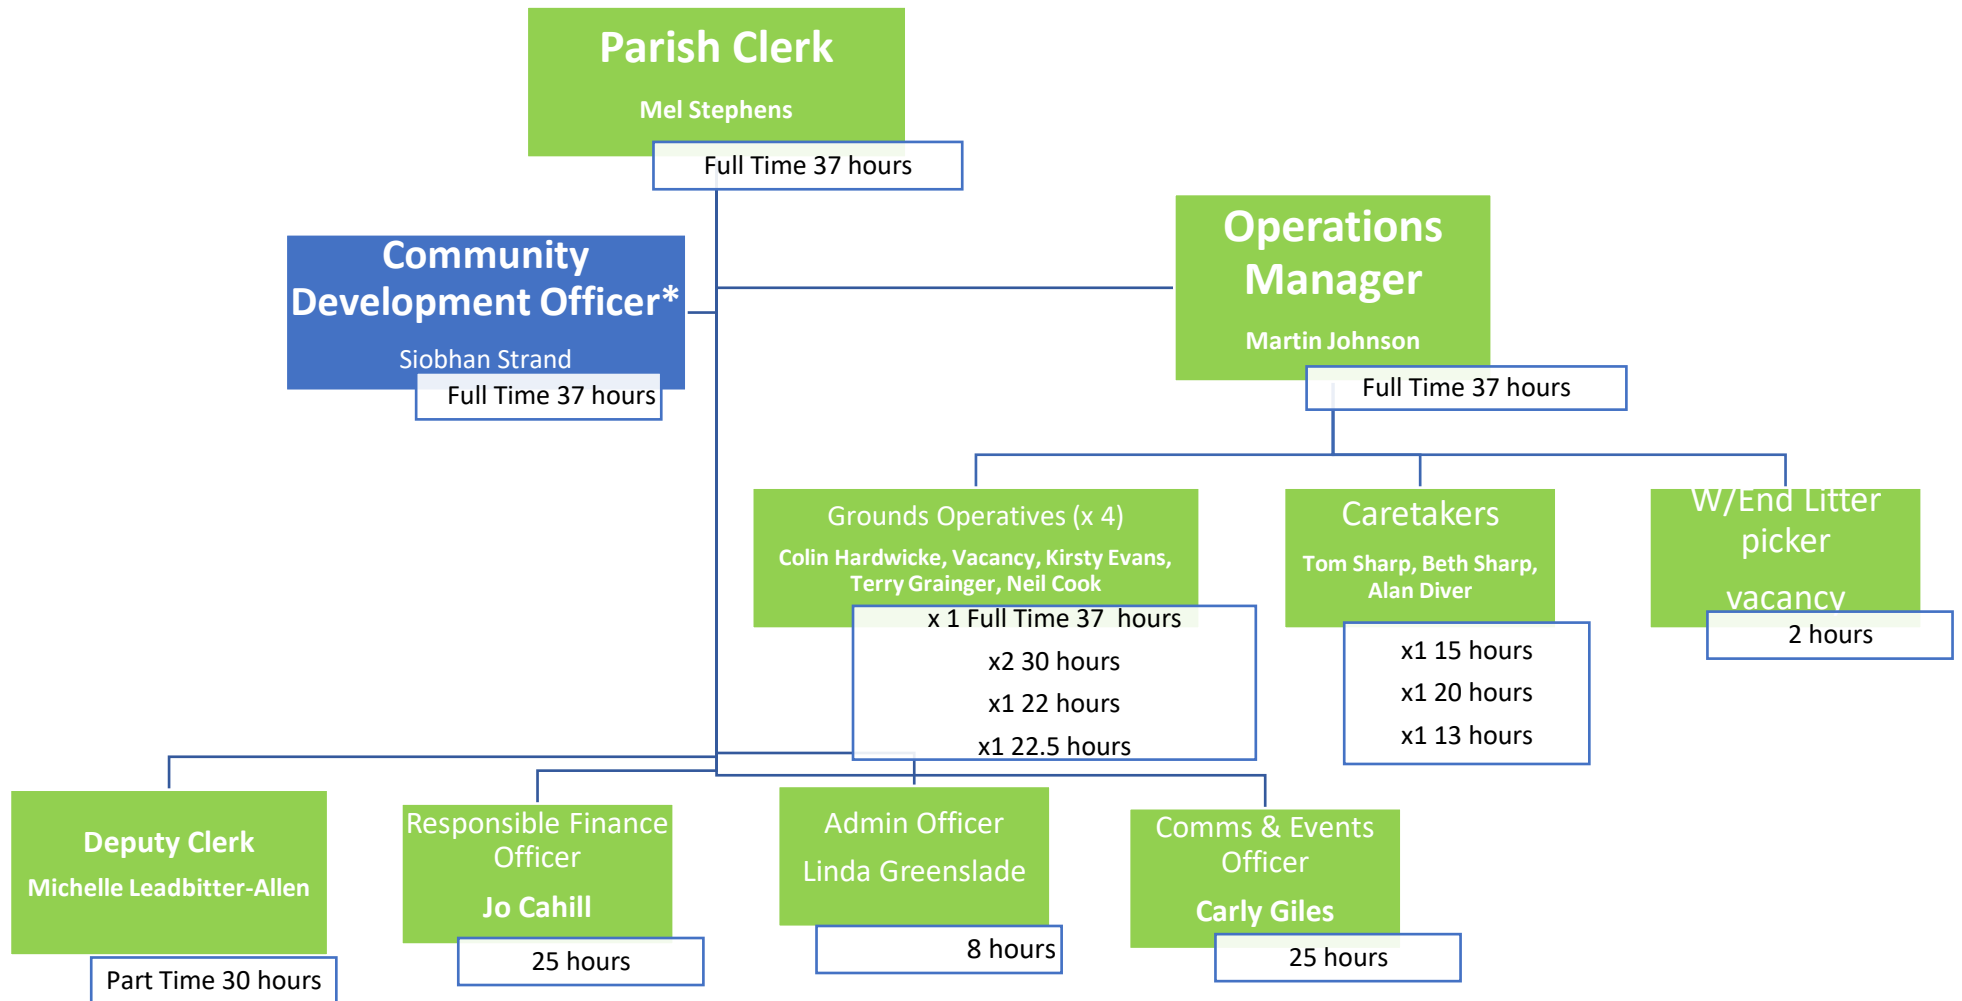 Parish Clerk
Mel Stephens
Full Time 37 hours
Community
Development Officer*
Siobhan Strand
Full Time 37 hours
Operations
Manager
Martin Johnson
Full Time 37 hours
Grounds Operatives (x 4)
Colin Hardwicke, Vacancy, Kirsty Evans,
Terry Grainger, Neil Cook
x 1 Full Time 37 hours
x2 30 hours
x1 22 hours
x1 22.5 hours
Caretakers
Tom Sharp, Beth Sharp,
Alan Diver
x1 15 hours
x1 20 hours
x1 13 hours
W/End Litter
picker
vacancy
2 hours
Deputy Clerk
Michelle Leadbitter-Allen
Part Time 30 hours
Responsible Finance
Officer
Jo Cahill
25 hours
Admin Officer
Linda Greenslade
8 hours
Comms & Events
Officer
Carly Giles
25 hours